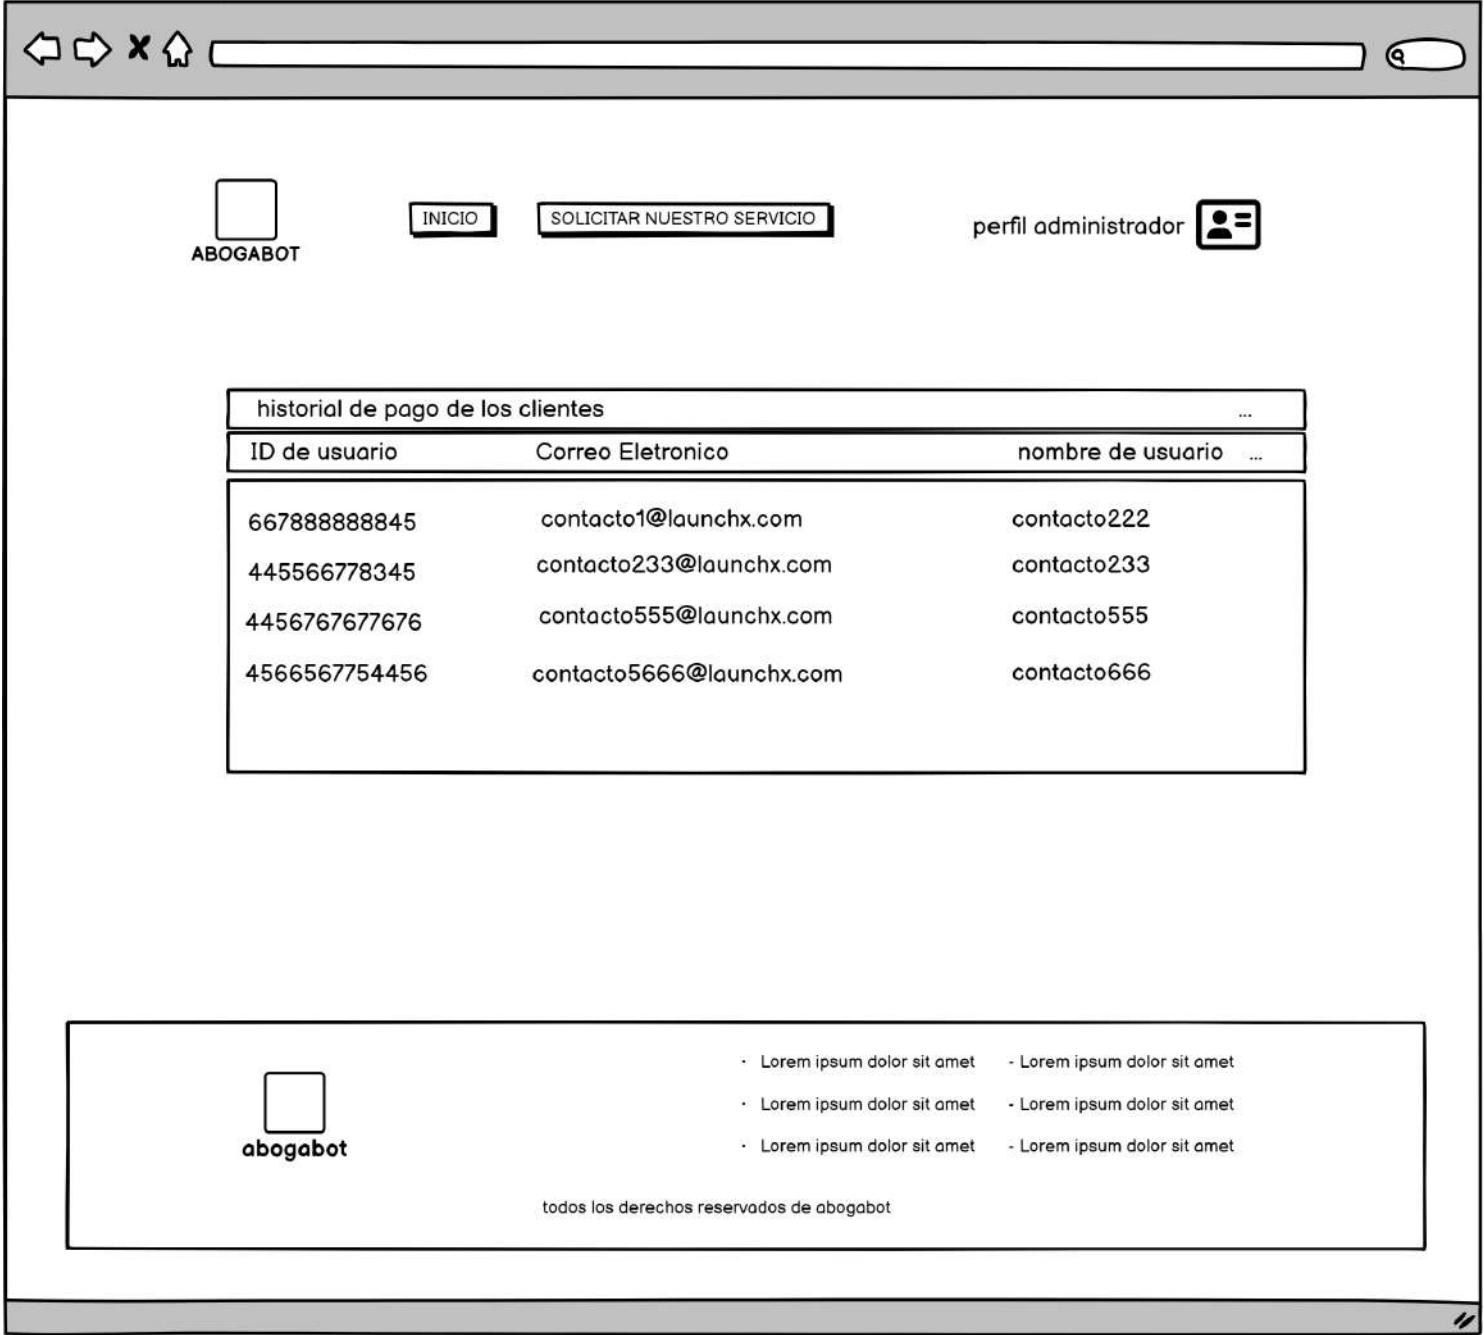 INICIO SOLICITAR NUESTRO SERVICIO perfil administrador
ABOGABOT
historial de pago de los clientes ...
ID de usuario Correo Eletronico nombre de usuario ...
667888888845 contacto1@launchx.com contacto222
445566778345 contacto233@launchx.com contacto233
4456767677676 contacto555@launchx.com contacto555
4566567754456 contacto5666@launchx.com contacto666
· Lorem ipsum dolor sit amet - Lorem ipsum dolor sit amet
· Lorem ipsum dolor sit amet - Lorem ipsum dolor sit amet
· Lorem ipsum dolor sit amet - Lorem ipsum dolor sit amet
abogabot
todos los derechos reservados de abogabot